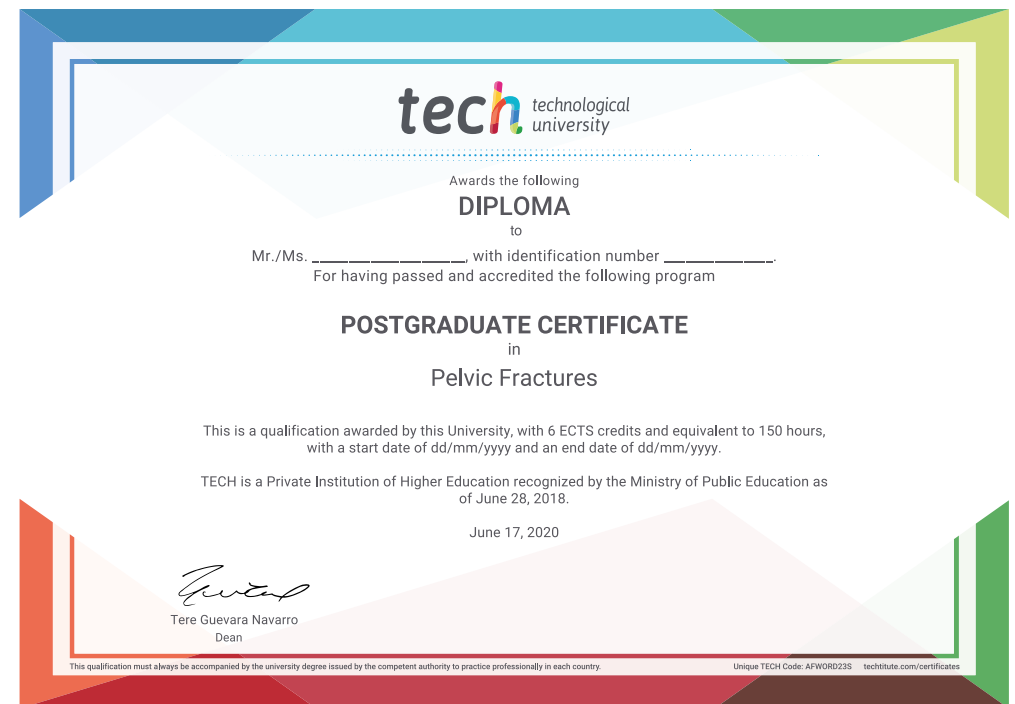 tech technological
university
Awards the following
DIPLOMA
to
Mr./Ms. _________________, with identification number ____________.
For having passed and accredited the following program
POSTGRADUATE CERTIFICATE
in
Pelvic Fractures
This is a qualification awarded by this University, with 6 ECTS credits and equivalent to 150 hours,
with a start date of dd/mm/yyyy and an end date of dd/mm/yyyy.
TECH is a Private Institution of Higher Education recognized by the Ministry of Public Education as
of June 28, 2018.
June 17, 2020
Tere Guevara Navarro
Dean
This qualification must always be accompanied by the university degree issued by the competent authority to practice professionally in each country.
Unique TECH Code: AFWORD23S techtitute.com/certificates